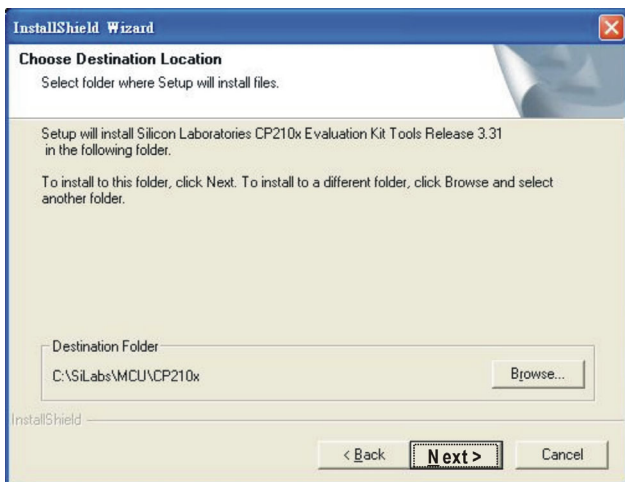 InstallShield Wizard
Choose Destination Location
Select folder where Setup will install files.
Setup will install Silicon Laboratories CP210x Evaluation Kit Tools Release 3.31
in the following folder.
To install to this folder, click Next. To install to a different folder, click Browse and select
another folder.
Destination Folder
C:\SiLabs\MCU\CP210x
Browse...
InstallShield
< Back
Next >
Cancel